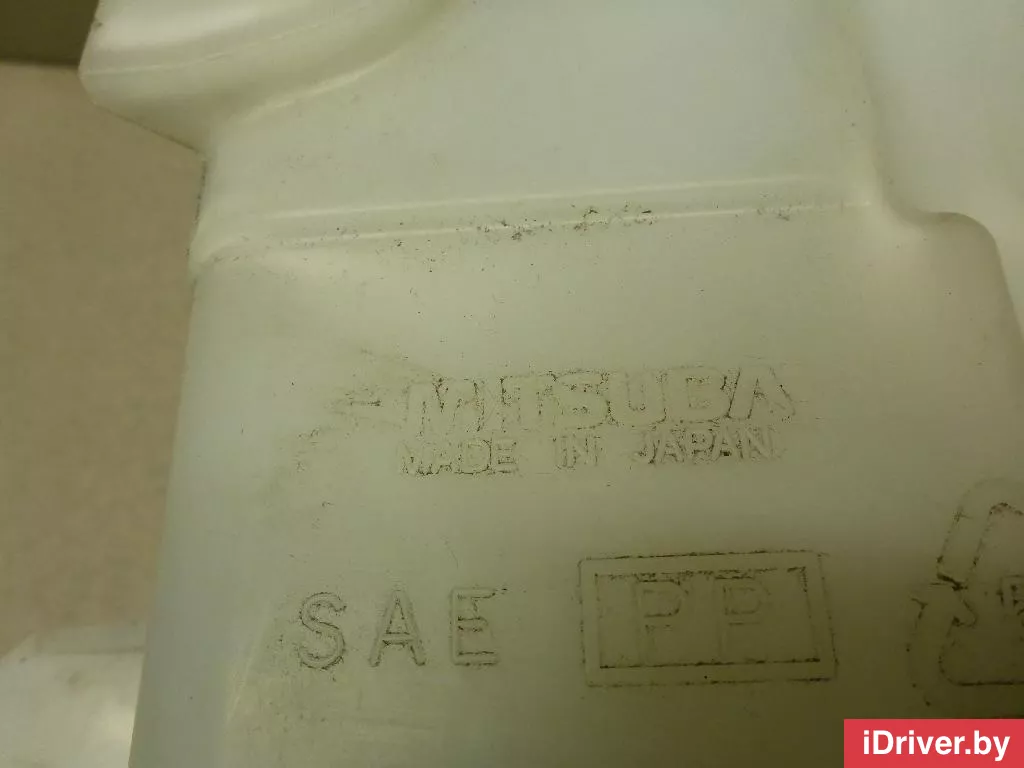 MITSUBA
MADE IN JAPAN
SAE PP
iDriver.by